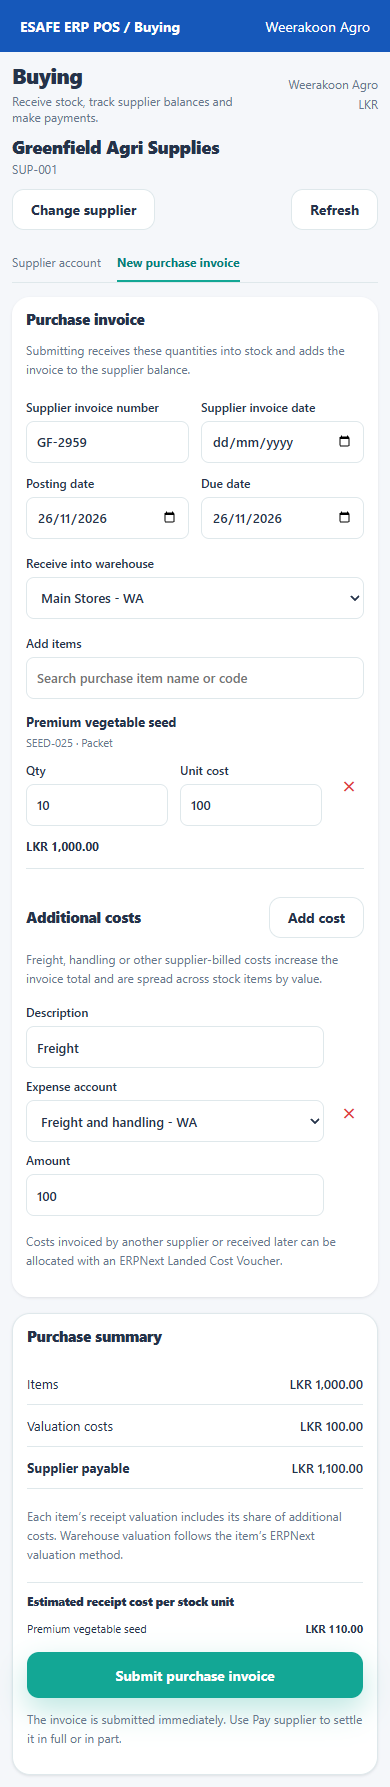 ESAFE ERP POS / Buying
Weerakoon Agro
Buying
Weerakoon Agro
Receive stock, track supplier balances and
LKR
make payments.
Greenfield Agri Supplies
SUP-001
Change supplier
Refresh
Supplier account
New purchase invoice
Purchase invoice
Submitting receives these quantities into stock and adds the
invoice to the supplier balance.
Supplier invoice number
Supplier invoice date
GF-2959
dd/mm/yyyy
Posting date
Due date
26/11/2026
26/11/2026
Receive into warehouse
Main Stores - WA
Add items
Search purchase item name or code
Premium vegetable seed
SEED-025 · Packet
Qty
Unit cost
10
100
LKR 1,000.00
Additional costs
Add cost
Freight, handling or other supplier-billed costs increase the
invoice total and are spread across stock items by value.
Description
Freight
Expense account
Freight and handling - WA
Amount
100
Costs invoiced by another supplier or received later can be
allocated with an ERPNext Landed Cost Voucher.
Purchase summary
Items
LKR 1,000.00
Valuation costs
LKR 100.00
Supplier payable
LKR 1,100.00
Each item's receipt valuation includes its share of additional
costs. Warehouse valuation follows the item's ERPNext
valuation method.
Estimated receipt cost per stock unit
Premium vegetable seed
LKR 110.00
Submit purchase invoice
The invoice is submitted immediately. Use Pay supplier to settle
it in full or in part.